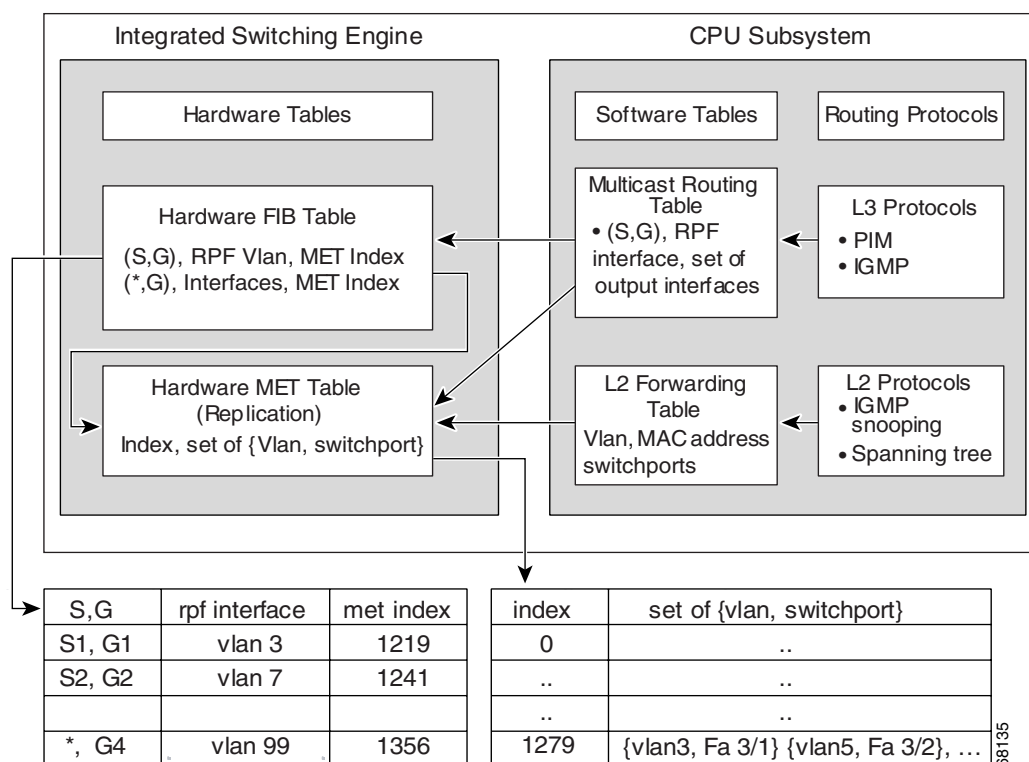 Integrated Switching Engine
CPU Subsystem
Hardware Tables
Software Tables
Routing Protocols
Hardware FIB Table
(S,G), RPF Vlan, MET Index
(*,G), Interfaces, MET Index
Multicast Routing
Table
• (S,G), RPF
interface, set of
output interfaces
L3 Protocols
• PIM
• IGMP
Hardware MET Table
(Replication)
Index, set of {Vlan, switchport}
L2 Forwarding
Table
Vlan, MAC address
switchports
L2 Protocols
• IGMP
snooping
• Spanning tree
S,G rpf interface met index
S1, G1 vlan 3 1219
S2, G2 vlan 7 1241
*, G4 vlan 99 1356
index set of {vlan, switchport}
0 ..
.. ..
.. ..
1279 {vlan3, Fa 3/1} {vlan5, Fa 3/2}, ...
68135